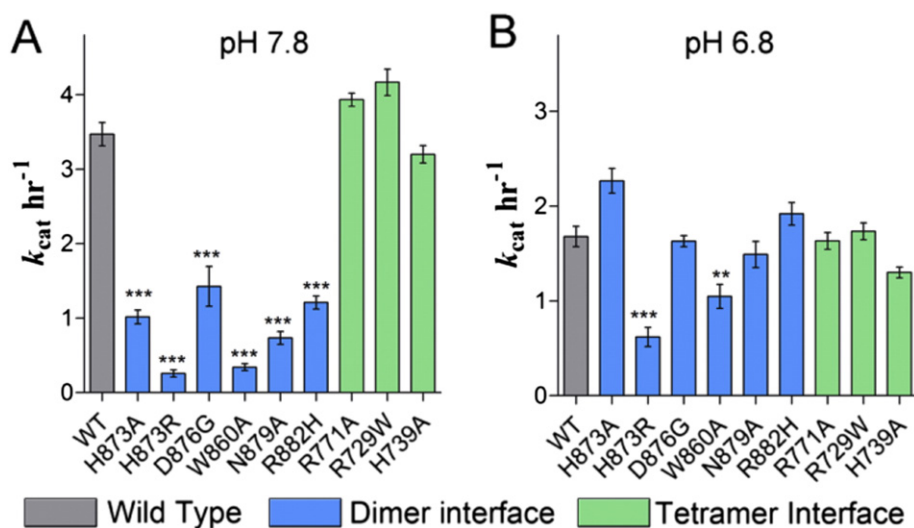 A
pH 7.8
k_cat hr⁻¹
4
3
2
1
0
***
***
***
***
***
***
WT
H873A
H873R
D876G
W860A
N879A
R882H
R771A
R729W
H739A
B
pH 6.8
k_cat hr⁻¹
3
2
1
0
***
**
WT
H873A
H873R
D876G
W860A
N879A
R882H
R771A
R729W
H739A
Wild Type
Dimer interface
Tetramer Interface